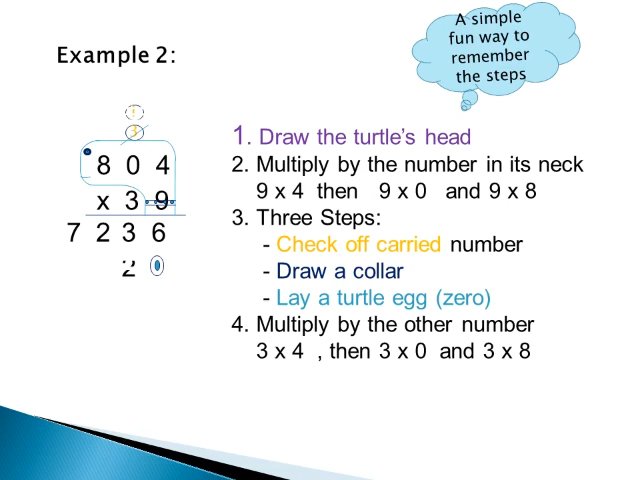 A simple
fun way to
remember
the steps
Example 2:
3
8 0 4
x 3 9
7 2 3 6
2 0
1. Draw the turtle's head
2. Multiply by the number in its neck
9 x 4 then 9 x 0 and 9 x 8
3. Three Steps:
- Check off carried number
- Draw a collar
- Lay a turtle egg (zero)
4. Multiply by the other number
3 x 4 , then 3 x 0 and 3 x 8